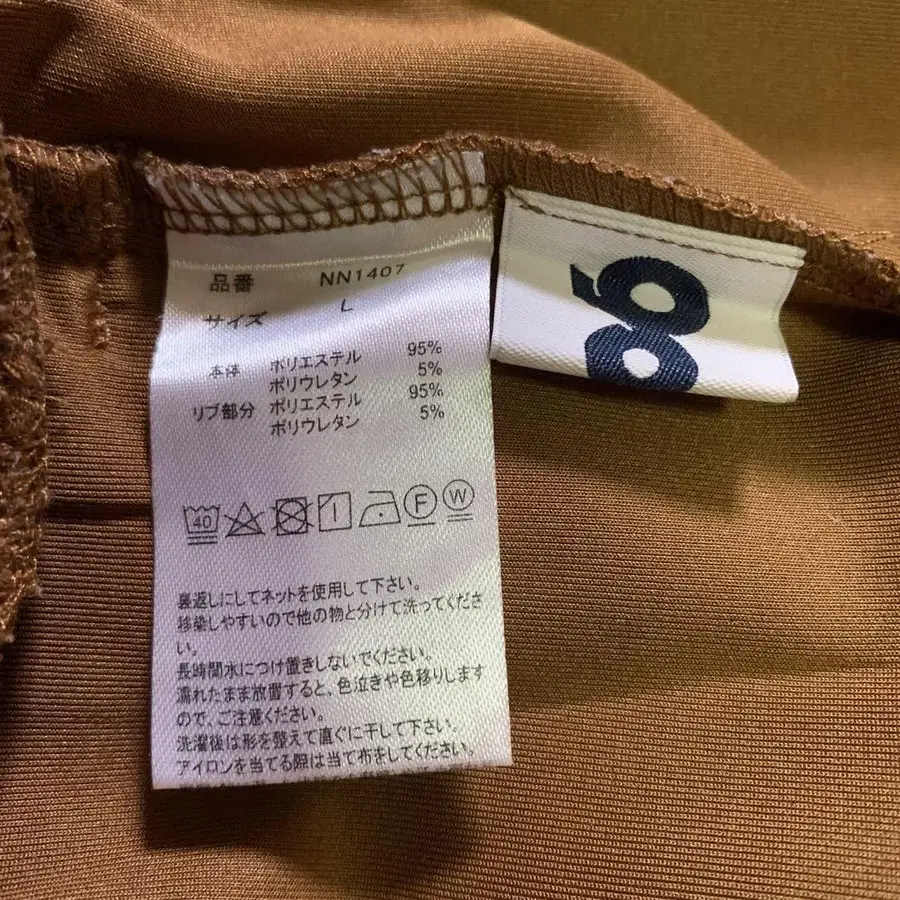 品番 NN1407
サイズ L
本体 ポリエステル 95%
ポリウレタン 5%
リブ部分 ポリエステル 95%
ポリウレタン 5%
40 F W
裏返しにしてネットを使用して下さい。
移染しやすいので他の物と分けて洗ってくださ
い。
長時間水につけ置きしないでください。
濡れたまま放置すると、色泣きや色移りします
ので、ご注意ください。
洗濯後は形を整えて直ぐに干して下さい。
アイロンを当てる際は当て布をしてください。